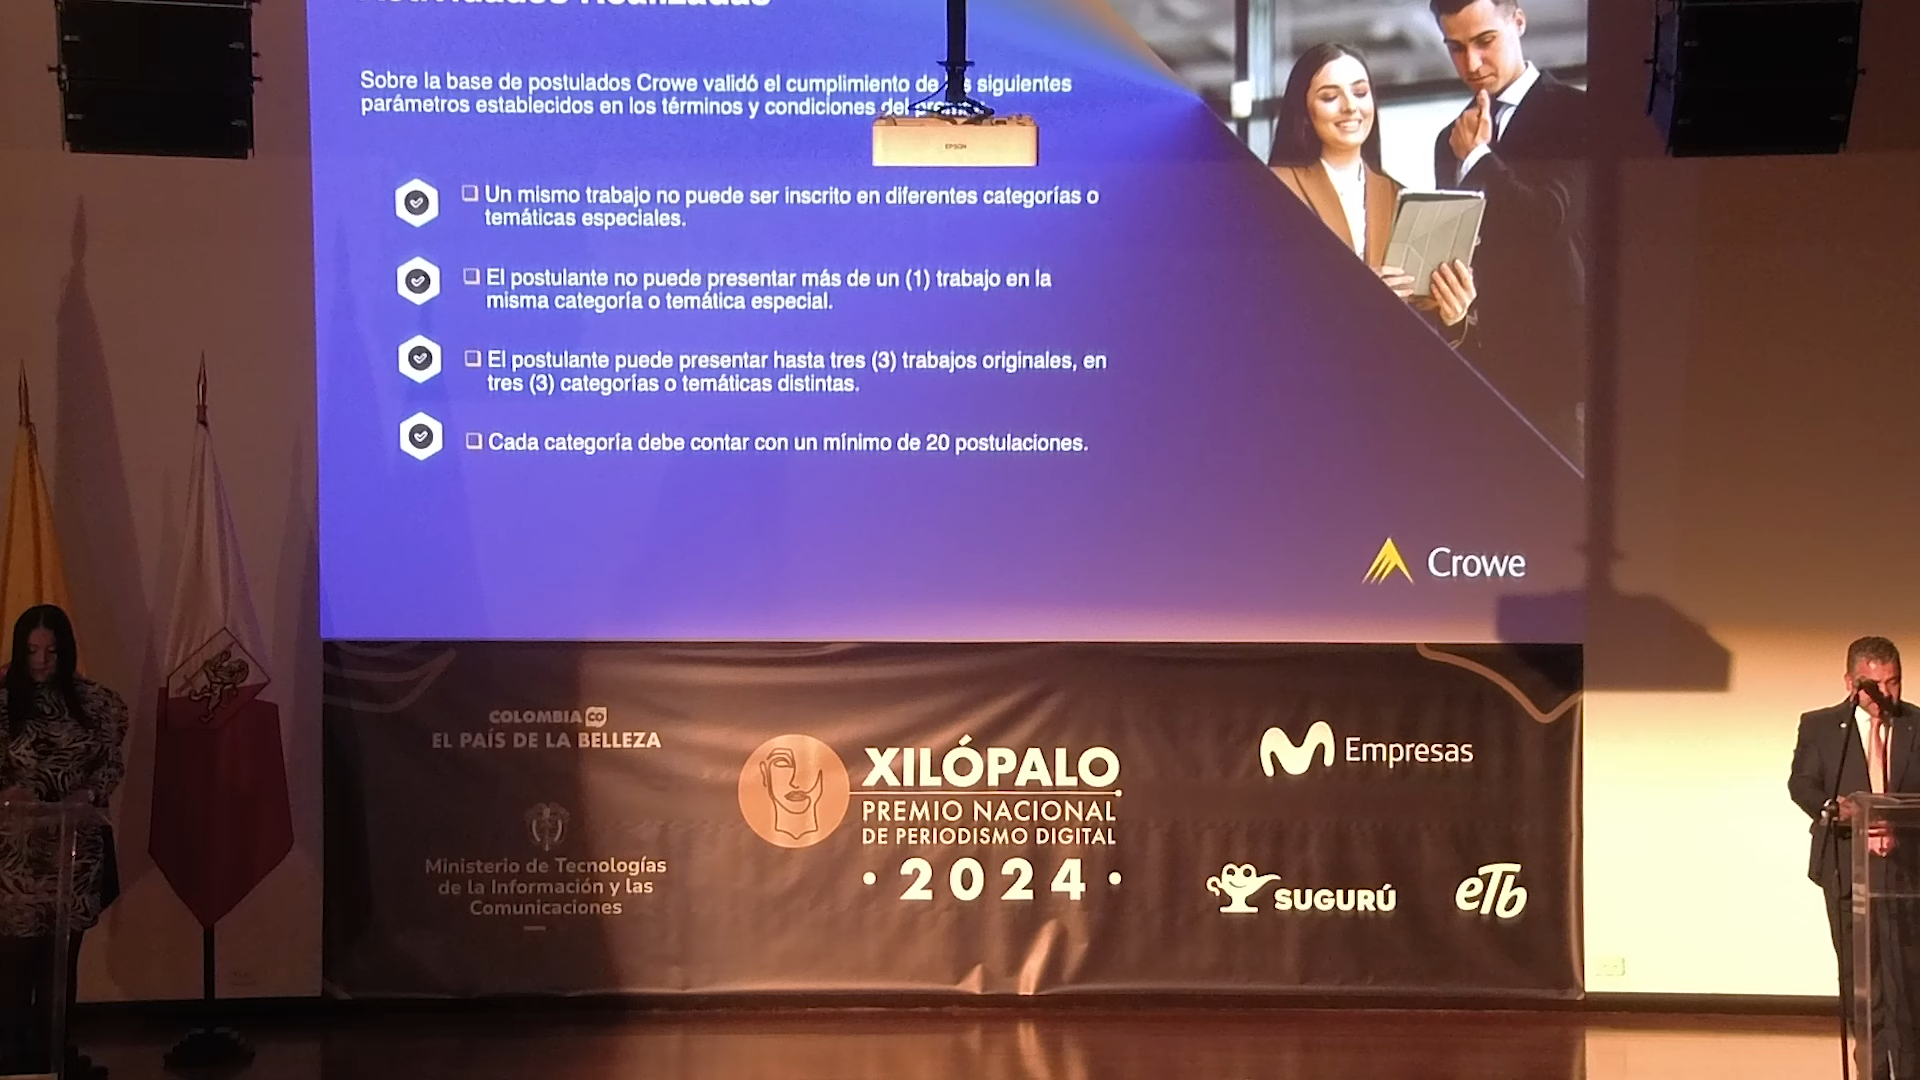 Actividades Realizadas
Sobre la base de postulados Crowe validó el cumplimiento de siguientes
parámetros establecidos en los términos y condiciones del
EPSON
Un mismo trabajo no puede ser inscrito en diferentes categorías o
temáticas especiales.
El postulante no puede presentar más de un (1) trabajo en la
misma categoría o temática especial.
El postulante puede presentar hasta tres (3) trabajos originales, en
tres (3) categorías o temáticas distintas.
Cada categoría debe contar con un mínimo de 20 postulaciones.
Crowe
COLOMBIA CO
EL PAÍS DE LA BELLEZA
Ministerio de Tecnologías
de la Información y las
Comunicaciones
XILÓPALO
PREMIO NACIONAL
DE PERIODISMO DIGITAL
• 2024 •
Empresas
SUGURÚ
eTb